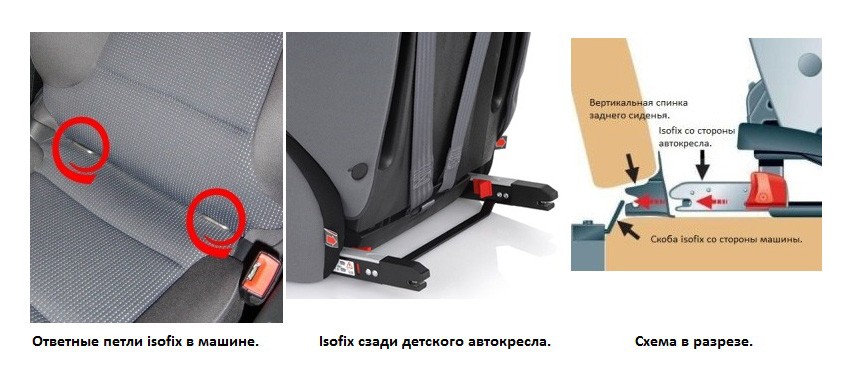 Вертикальная спинка
заднего сиденья.
Isofix со стороны
автокресла.
Скоба isofix со стороны машины.
Ответные петли isofix в машине.
Isofix сзади детского автокресла.
Схема в разрезе.